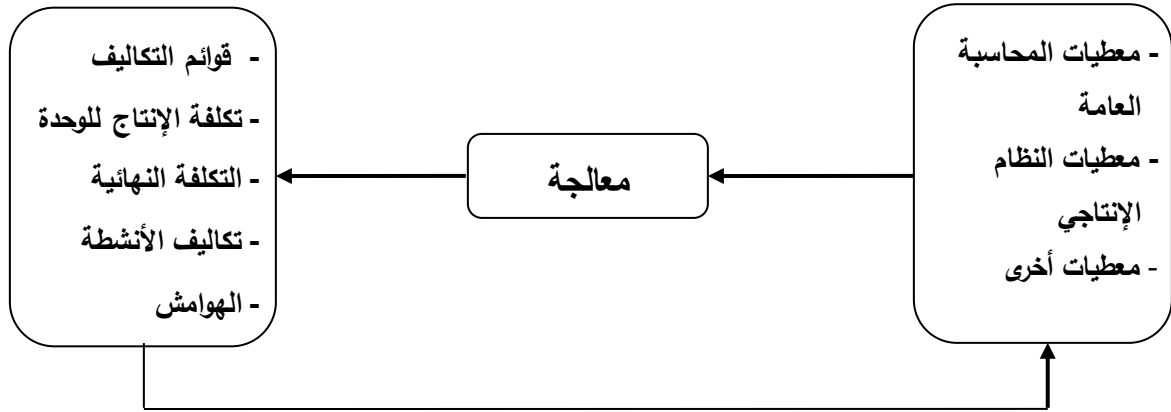 - معطيات المحاسبة
العامة
- معطيات النظام
الإنتاجي
- معطيات أخرى
معالجة
- قوائم التكاليف
- تكلفة الإنتاج للوحدة
- التكلفة النهائية
- تكاليف الأنشطة
- الهوامش